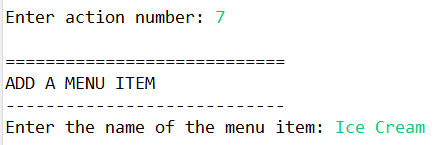 Enter action number: 7
============================
ADD A MENU ITEM
----------------------------
Enter the name of the menu item: Ice Cream